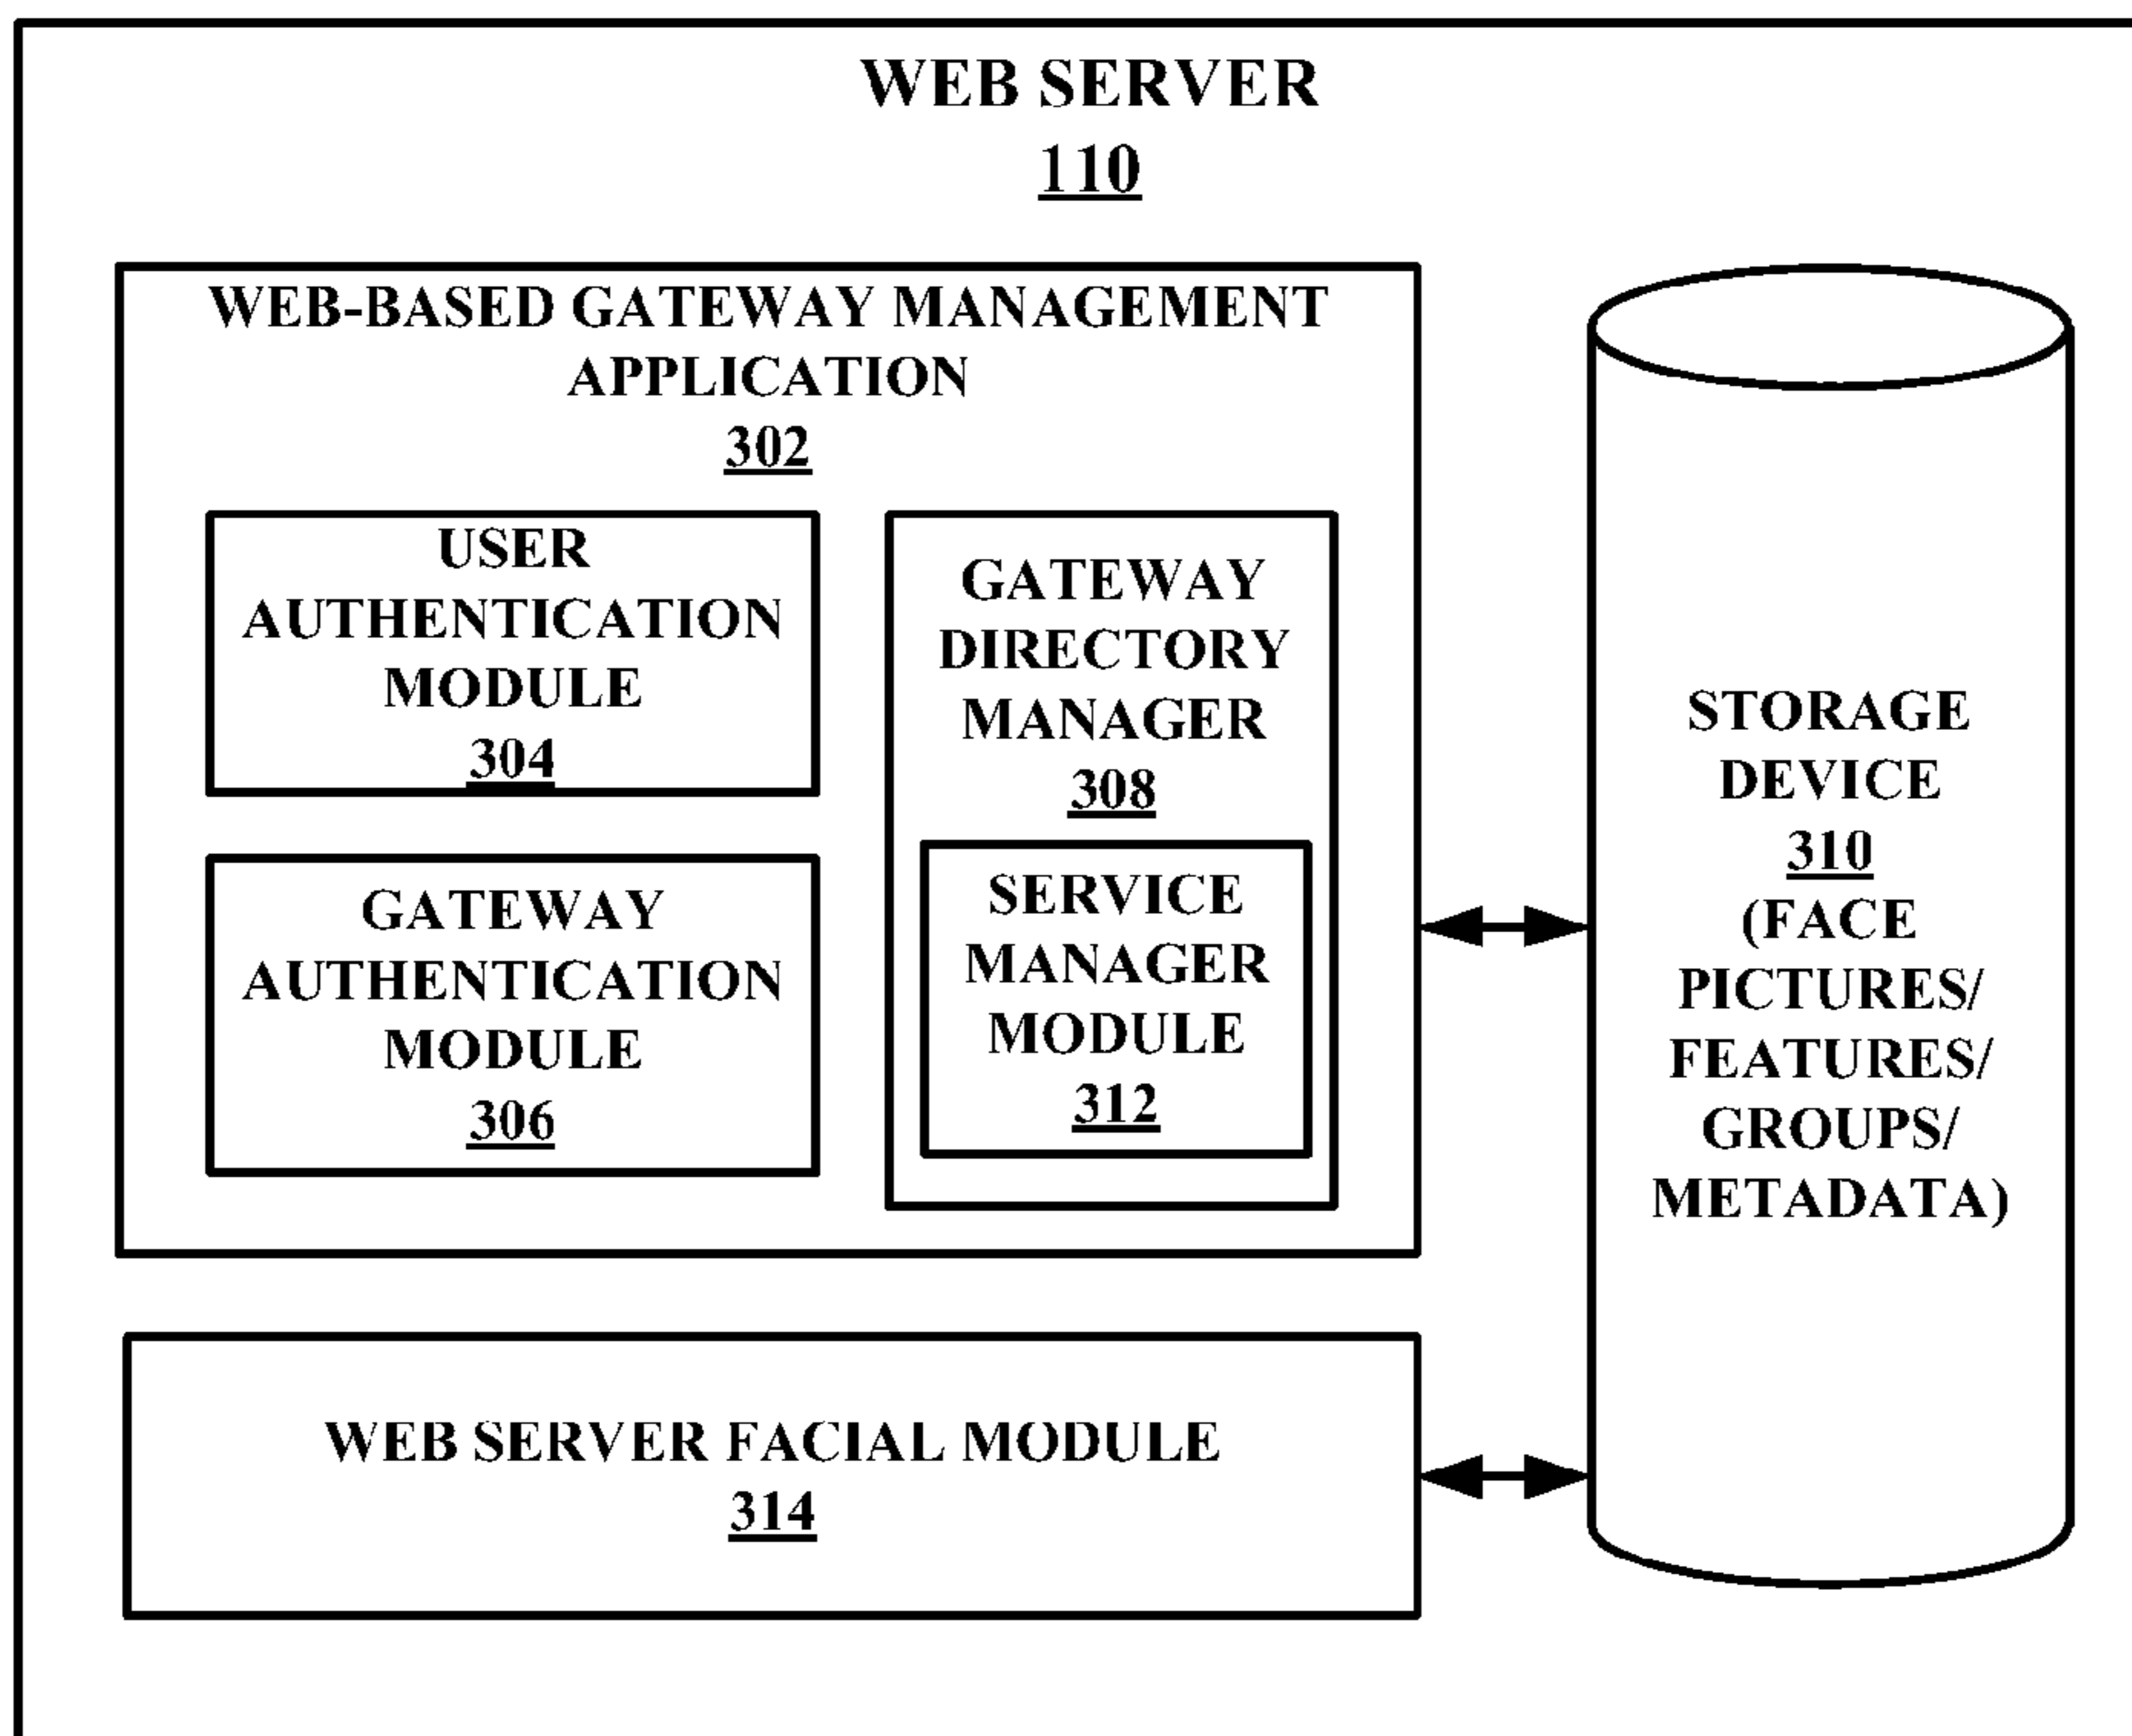 WEB SERVER
110
WEB-BASED GATEWAY MANAGEMENT
APPLICATION
302
USER
AUTHENTICATION
MODULE
304
GATEWAY
AUTHENTICATION
MODULE
306
GATEWAY
DIRECTORY
MANAGER
308
SERVICE
MANAGER
MODULE
312
STORAGE
DEVICE
310
(FACE
PICTURES/
FEATURES/
GROUPS/
METADATA)
WEB SERVER FACIAL MODULE
314